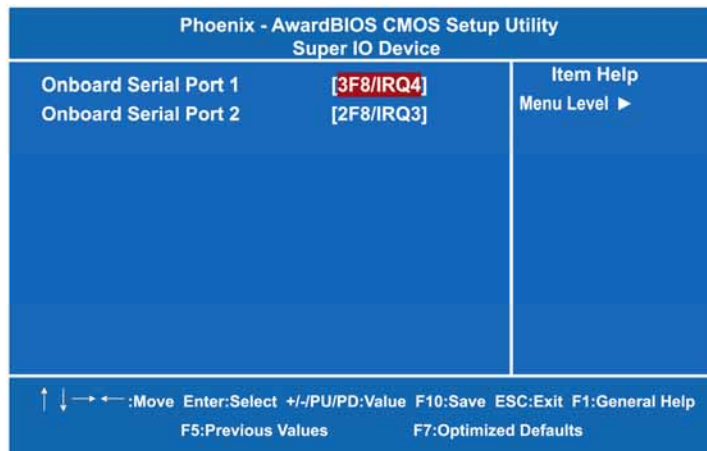 Phoenix - AwardBIOS CMOS Setup Utility
Super IO Device
Onboard Serial Port 1 [3F8/IRQ4]
Onboard Serial Port 2 [2F8/IRQ3]
Item Help
Menu Level ►
↑ ↓ → ← :Move Enter:Select +/-/PU/PD:Value F10:Save ESC:Exit F1:General Help
F5:Previous Values F7:Optimized Defaults